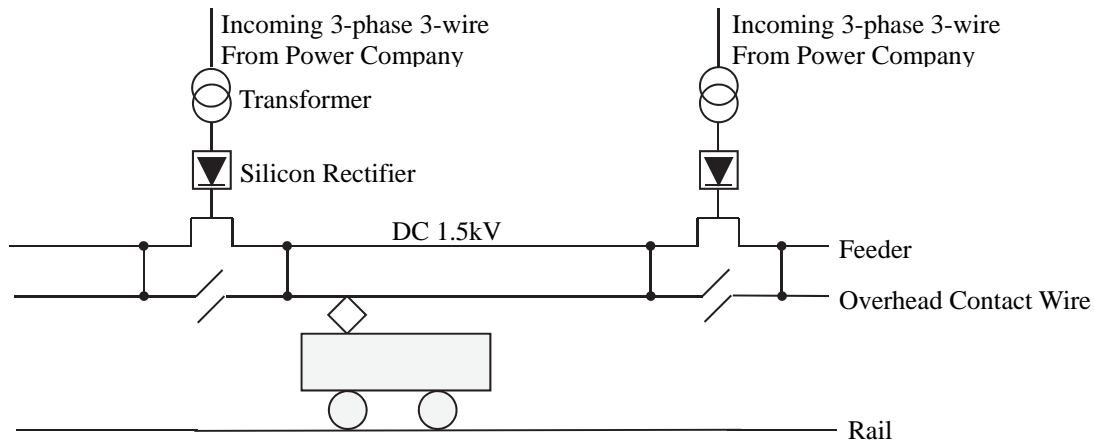 Incoming 3-phase 3-wire
From Power Company
Incoming 3-phase 3-wire
From Power Company
Transformer
Silicon Rectifier
DC 1.5kV
Feeder
Overhead Contact Wire
Rail